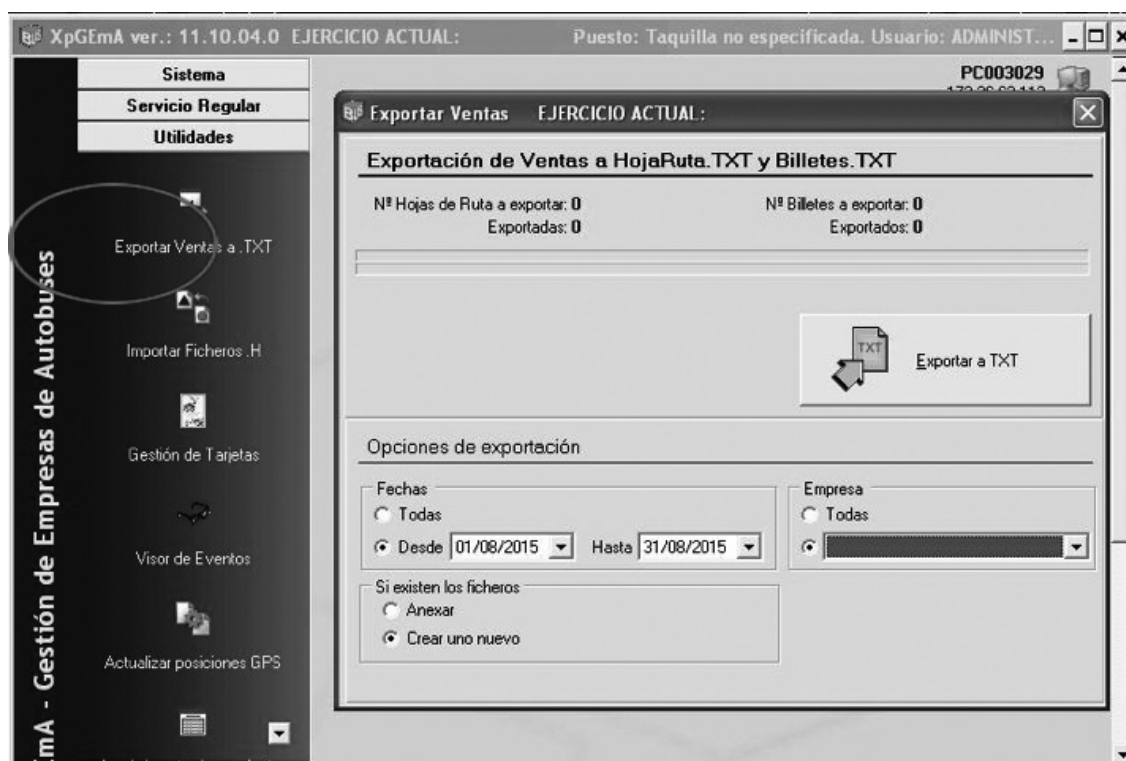 XpGEmA ver.: 11.10.04.0 EJERCICIO ACTUAL: Puesto: Taquilla no especificada. Usuario: ADMINIST...
Sistema
Servicio Regular
Utilidades
Exportar Ventas a .TXT
Importar Ficheros .H
Gestión de Tarjetas
Visor de Eventos
Actualizar posiciones GPS
EmA - Gestión de Empresas de Autobuses
PC003029
Exportar Ventas EJERCICIO ACTUAL:
Exportación de Ventas a HojaRuta.TXT y Billetes.TXT
Nº Hojas de Ruta a exportar: 0 Nº Billetes a exportar: 0
Exportadas: 0 Exportados: 0
TXT
Exportar a TXT
Opciones de exportación
Fechas
Todas
Desde 01/08/2015 Hasta 31/08/2015
Empresa
Todas
Si existen los ficheros
Anexar
Crear uno nuevo